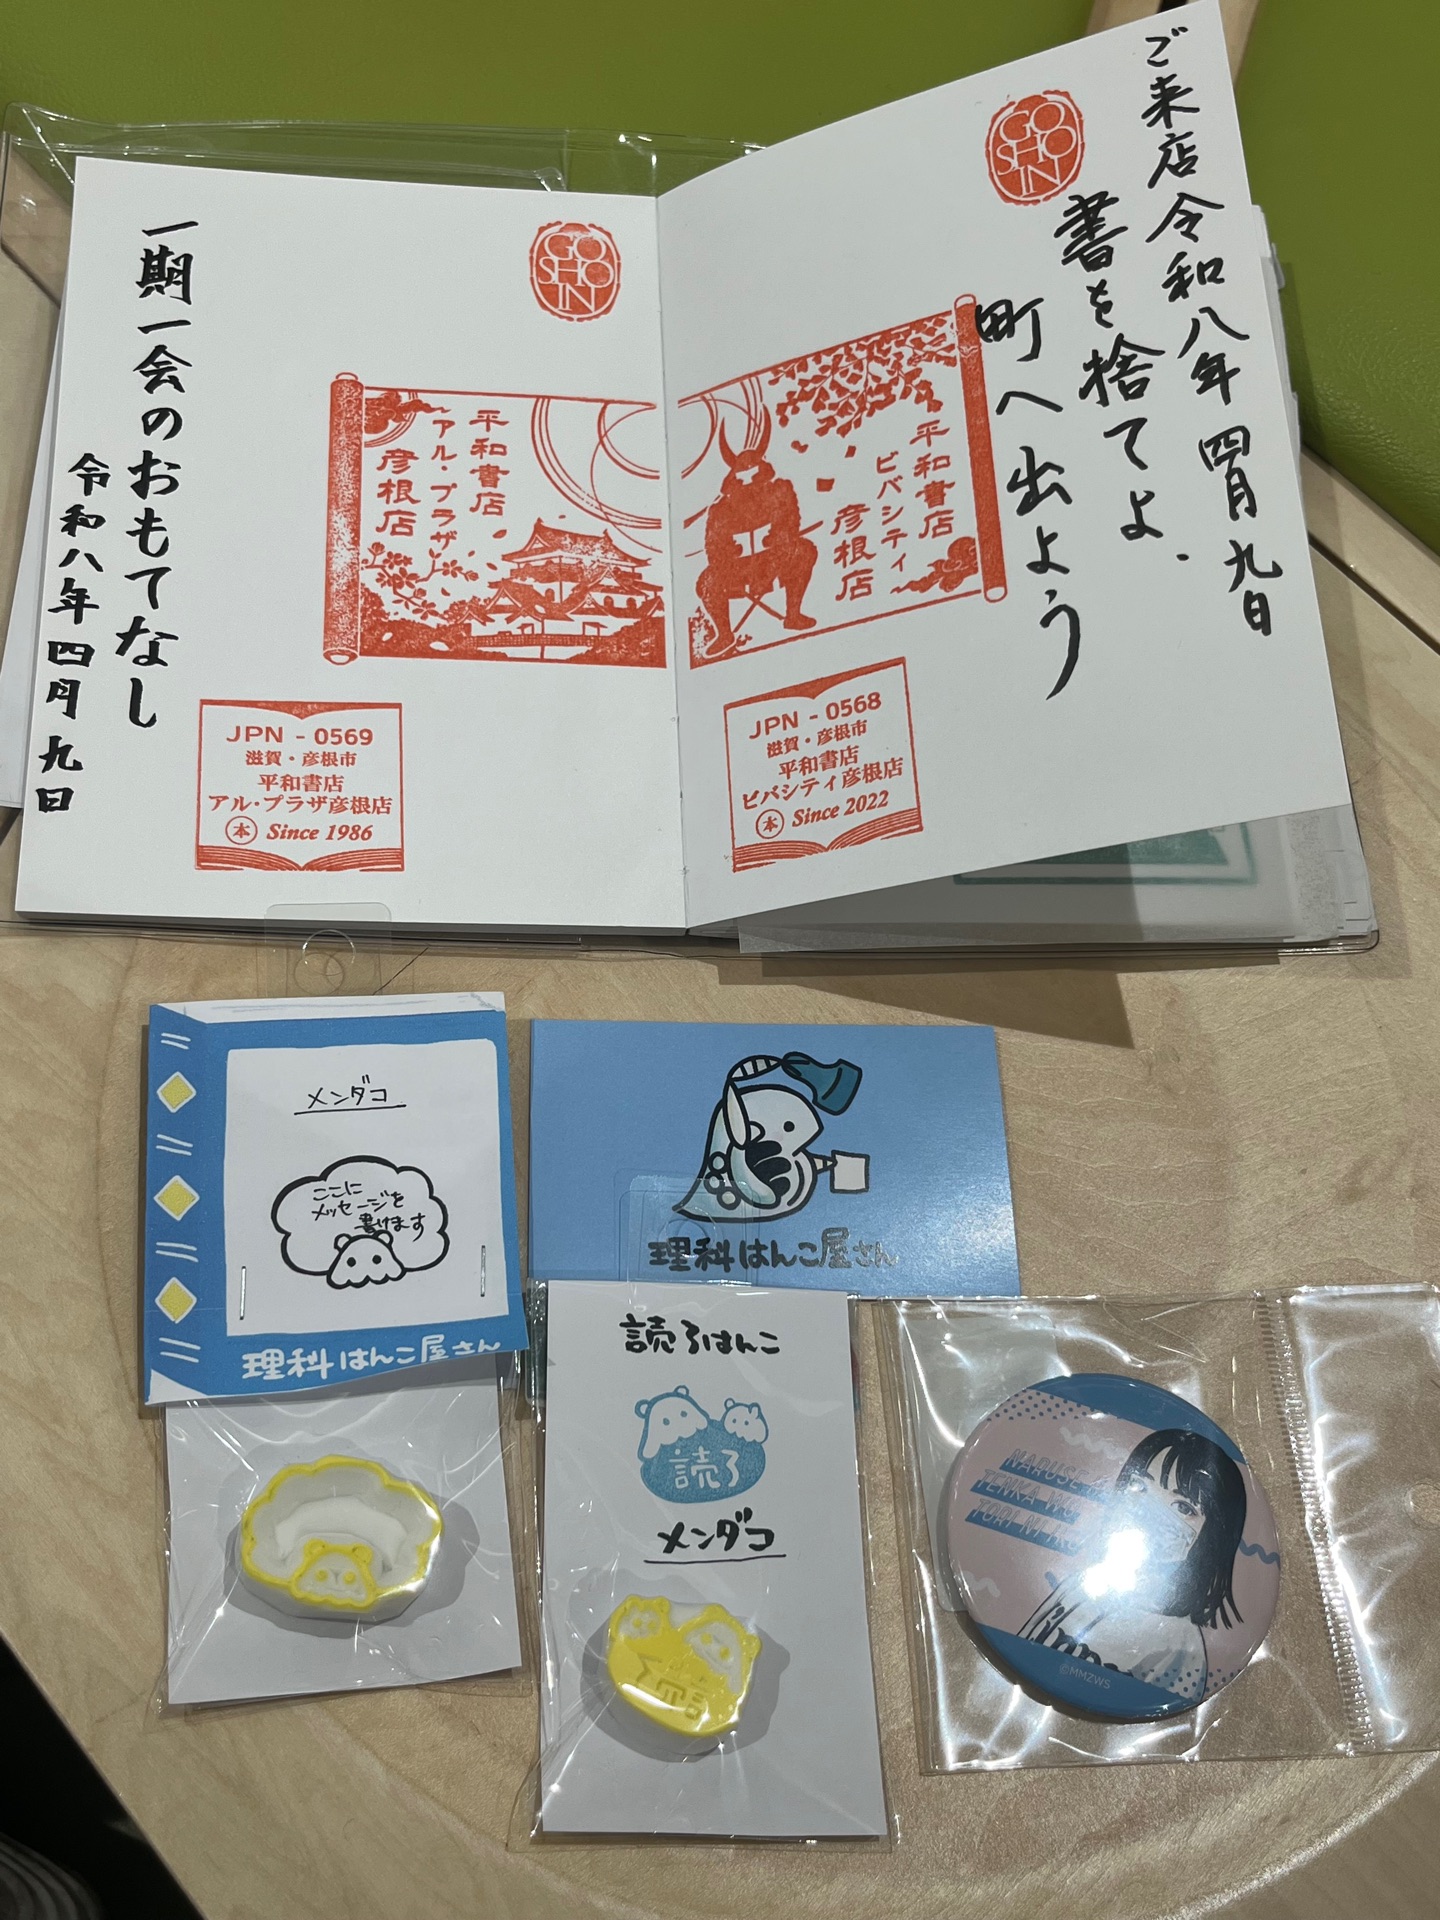 ご来店令和八年四月九日
書を捨てよ、
町へ出よう
GO
SHO
IN
平和書店
ビバシティ
彦根店
JPN - 0568
滋賀・彦根市
平和書店
ビバシティ彦根店
本 Since 2022
GO
SHO
IN
平和書店
アル・プラザ
彦根店
JPN - 0569
滋賀・彦根市
平和書店
アル・プラザ彦根店
本 Since 1986
一期一会のおもてなし
令和八年四月九日
メンダコ
ここに
メッセージを
書けます
理科はんこ屋さん
理科はんこ屋さん
読了はんこ
読了
メンダコ
読了
NARUSE
TENKA WO
TORI NI IKU
©MMZWS